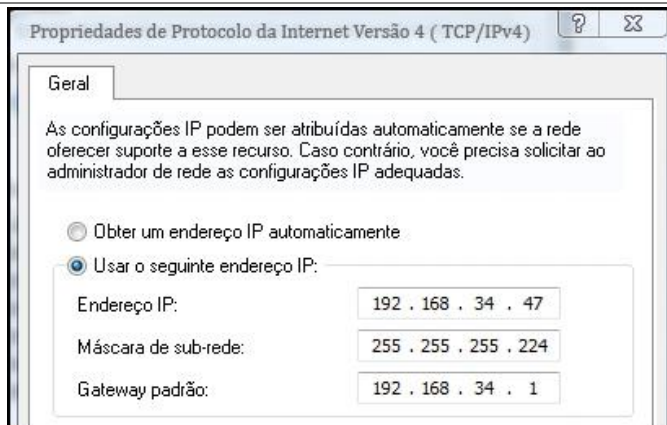 Propriedades de Protocolo da Internet Versão 4 ( TCP/IPv4)
Geral
As configurações IP podem ser atribuídas automaticamente se a rede
oferecer suporte a esse recurso. Caso contrário, você precisa solicitar ao
administrador de rede as configurações IP adequadas.
Obter um endereço IP automaticamente
Usar o seguinte endereço IP:
Endereço IP: 192 . 168 . 34 . 47
Máscara de sub-rede: 255 . 255 . 255 . 224
Gateway padrão: 192 . 168 . 34 . 1